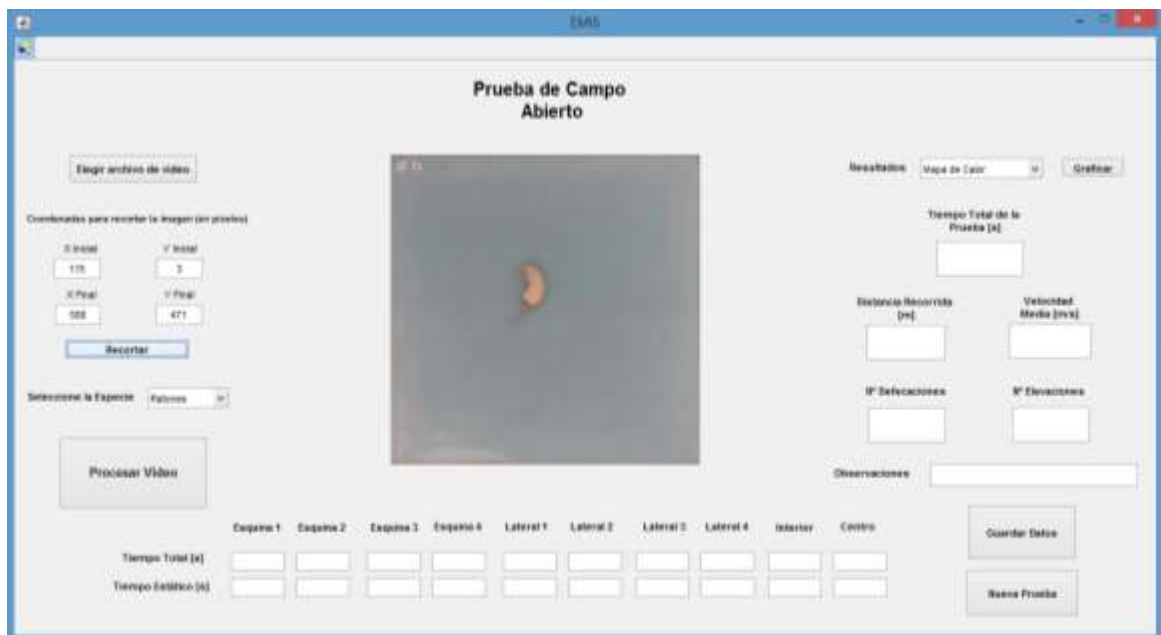 Prueba de Campo
Abierto
Elegir archivo de video
Resultados
Mapa de Calor
Graficar
Coordenadas para recortar la imagen (en pixeles)
X Inicial
Y Inicial
115
3
X Final
Y Final
588
471
Recortar
Tiempo Total de la
Prueba [s]
Distancia Recorrida
[m]
Velocidad
Media [m/s]
Seleccione la Especie
Ratones
Nº Defecaciones
Nº Elevaciones
Procesar Video
Observaciones
Esquina 1
Esquina 2
Esquina 3
Esquina 4
Lateral 1
Lateral 2
Lateral 3
Lateral 4
Interior
Centro
Guardar Datos
Tiempo Total [s]
Tiempo Estático [s]
Nueva Prueba